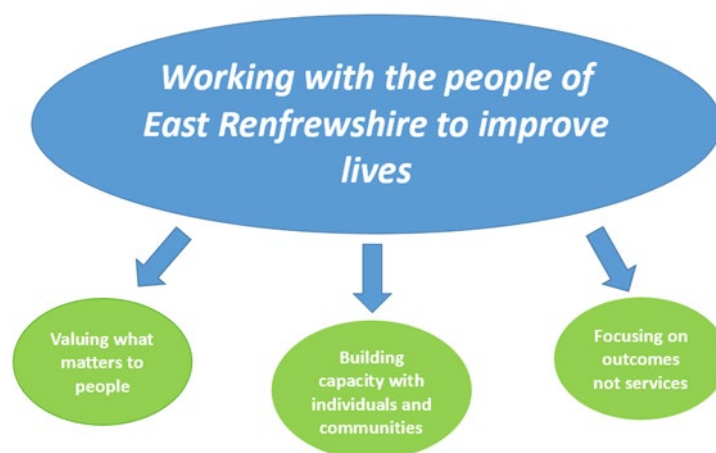 Working with the people of
East Renfrewshire to improve
lives
Valuing what
matters to
people
Building
capacity with
individuals and
communities
Focusing on
outcomes
not services